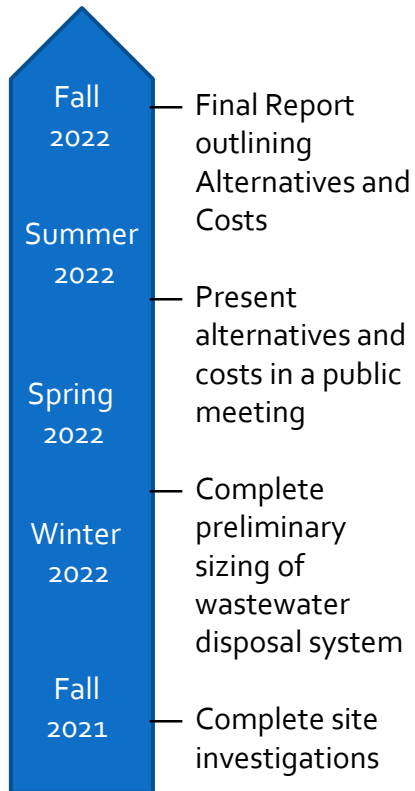 Fall
2022
Final Report
outlining
Alternatives and
Costs
Summer
2022
Present
alternatives and
costs in a public
meeting
Spring
2022
Complete
preliminary
sizing of
wastewater
disposal system
Winter
2022
Fall
2021
Complete site
investigations